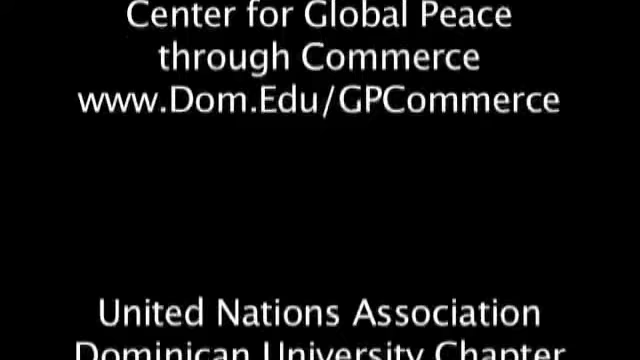 Center for Global Peace
through Commerce
www.Dom.Edu/GPCommerce
United Nations Association
Dominican University Chapter